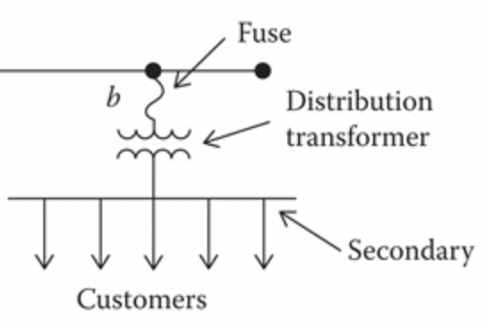 Fuse
b
Distribution
transformer
Secondary
Customers